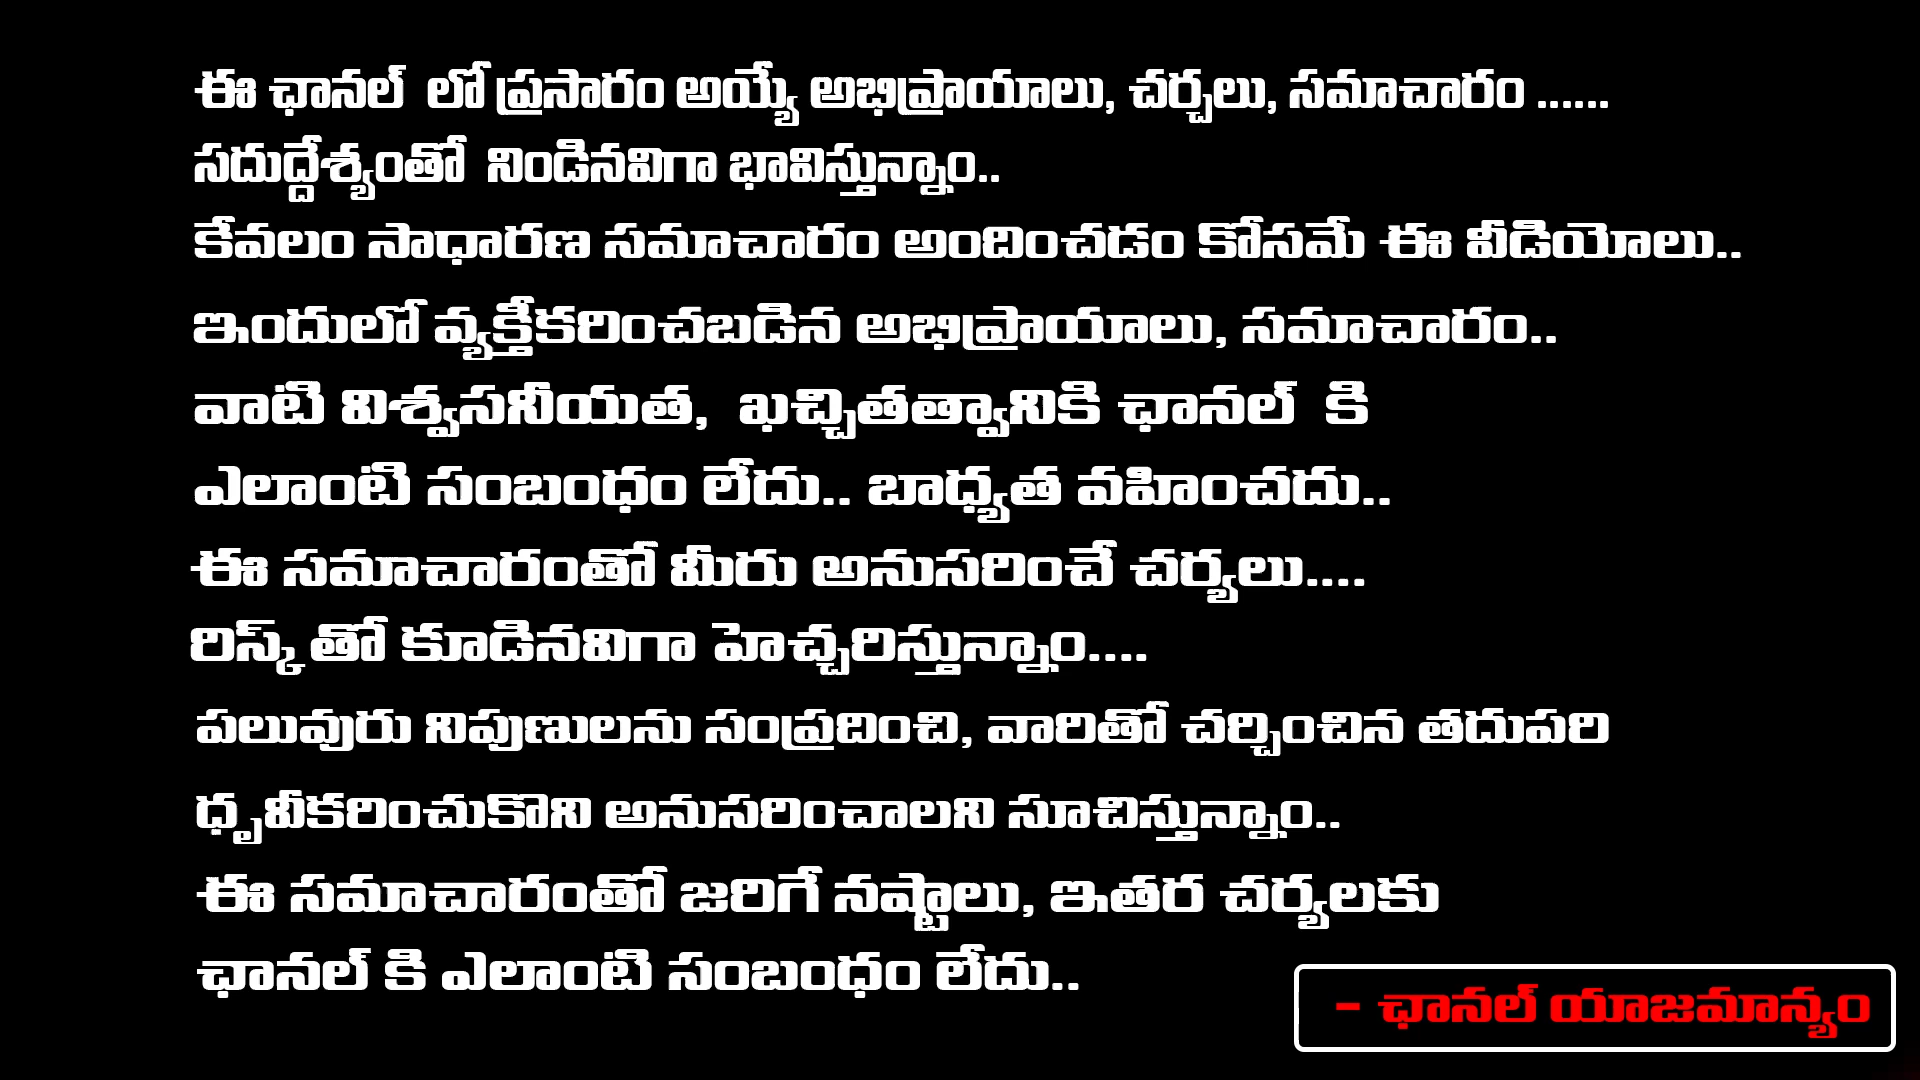 ఈ ఛానల్ లో ప్రసారం అయ్యే అభిప్రాయాలు, చర్చలు, సమాచారం ......
సదుద్దేశ్యంతో నిండినవిగా భావిస్తున్నాం..
కేవలం సాధారణ సమాచారం అందించడం కోసమే ఈ వీడియోలు..
ఇందులో వ్యక్తీకరించబడిన అభిప్రాయాలు, సమాచారం..
వాటి విశ్వసనీయత, ఖచ్చితత్వానికి ఛానల్ కి
ఎలాంటి సంబంధం లేదు.. బాధ్యత వహించదు..
ఈ సమాచారంతో మీరు అనుసరించే చర్యలు....
రిస్క్ తో కూడినవిగా హెచ్చరిస్తున్నాం....
పలువురు నిపుణులను సంప్రదించి, వారితో చర్చించిన తదుపరి
ధృవీకరించుకొని అనుసరించాలని సూచిస్తున్నాం..
ఈ సమాచారంతో జరిగే నష్టాలు, ఇతర చర్యలకు
ఛానల్ కి ఎలాంటి సంబంధం లేదు..
- ఛానల్ యాజమాన్యం